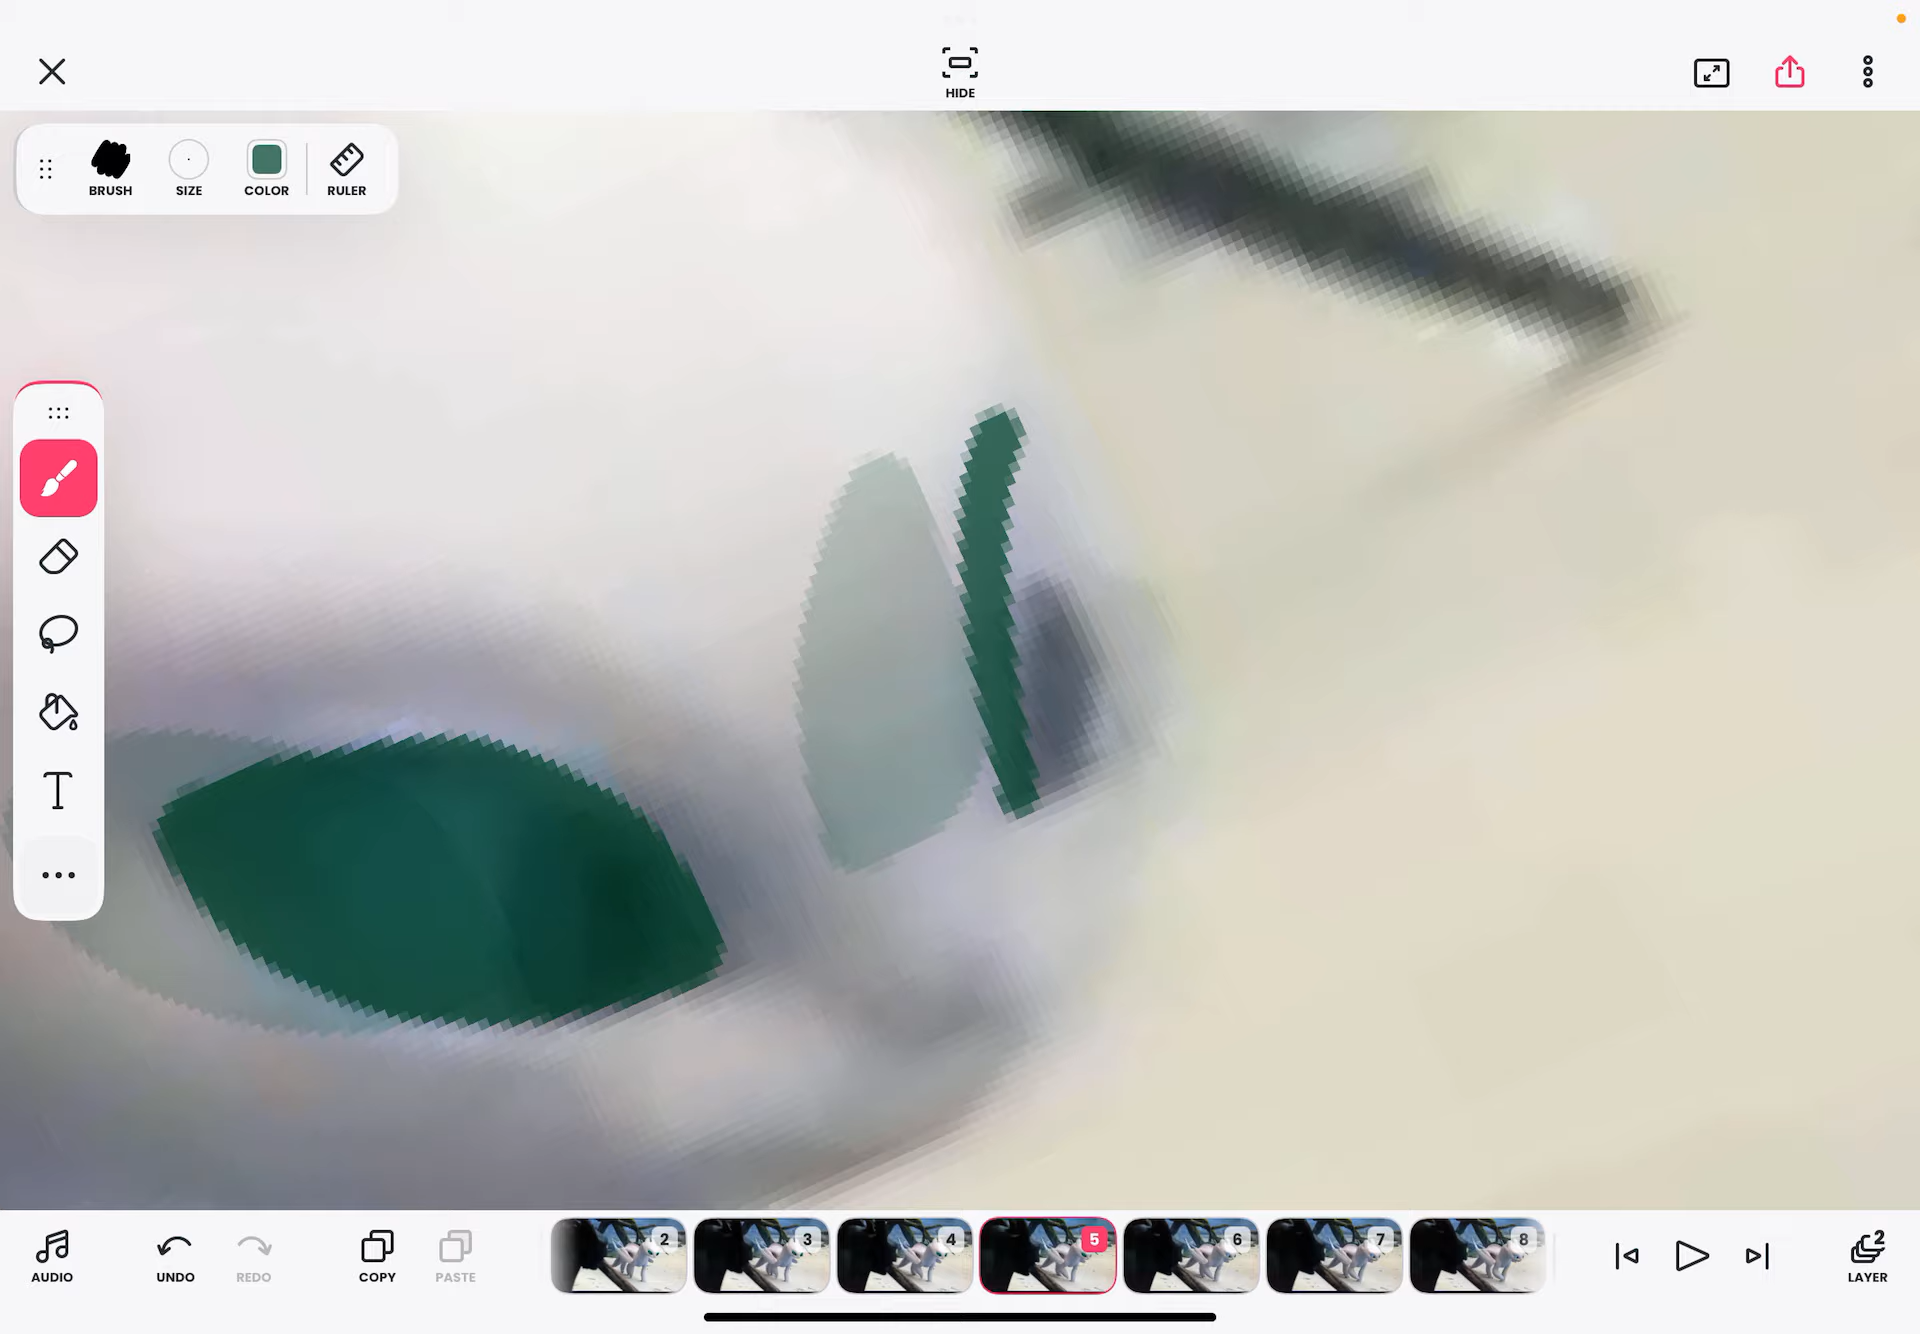 HIDE
BRUSH
SIZE
COLOR
RULER
T
AUDIO
UNDO
REDO
COPY
PASTE
2
3
4
5
6
7
8
2
LAYER